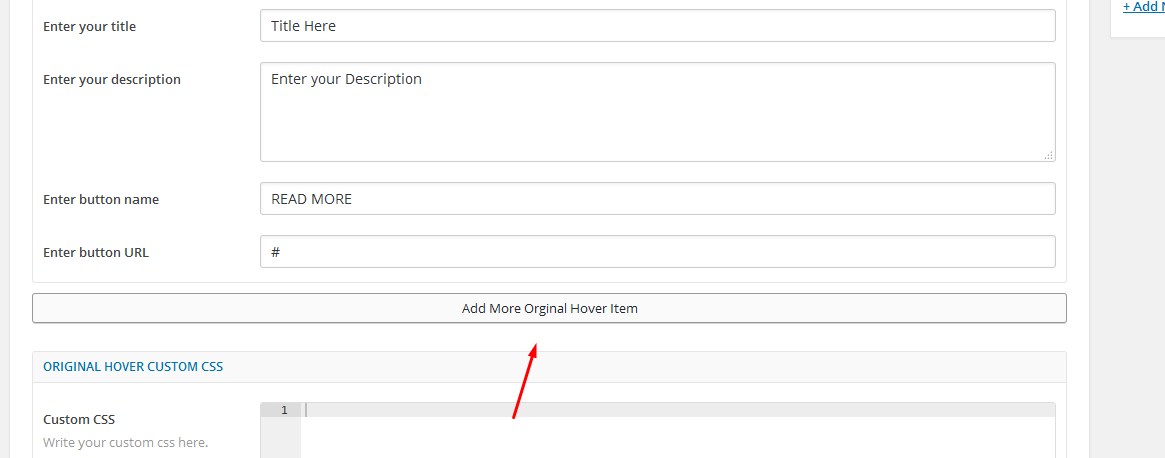 + Add N
Enter your title
Title Here
Enter your description
Enter your Description
Enter button name
READ MORE
Enter button URL
#
Add More Orginal Hover Item
ORIGINAL HOVER CUSTOM CSS
Custom CSS
1
Write your custom css here.